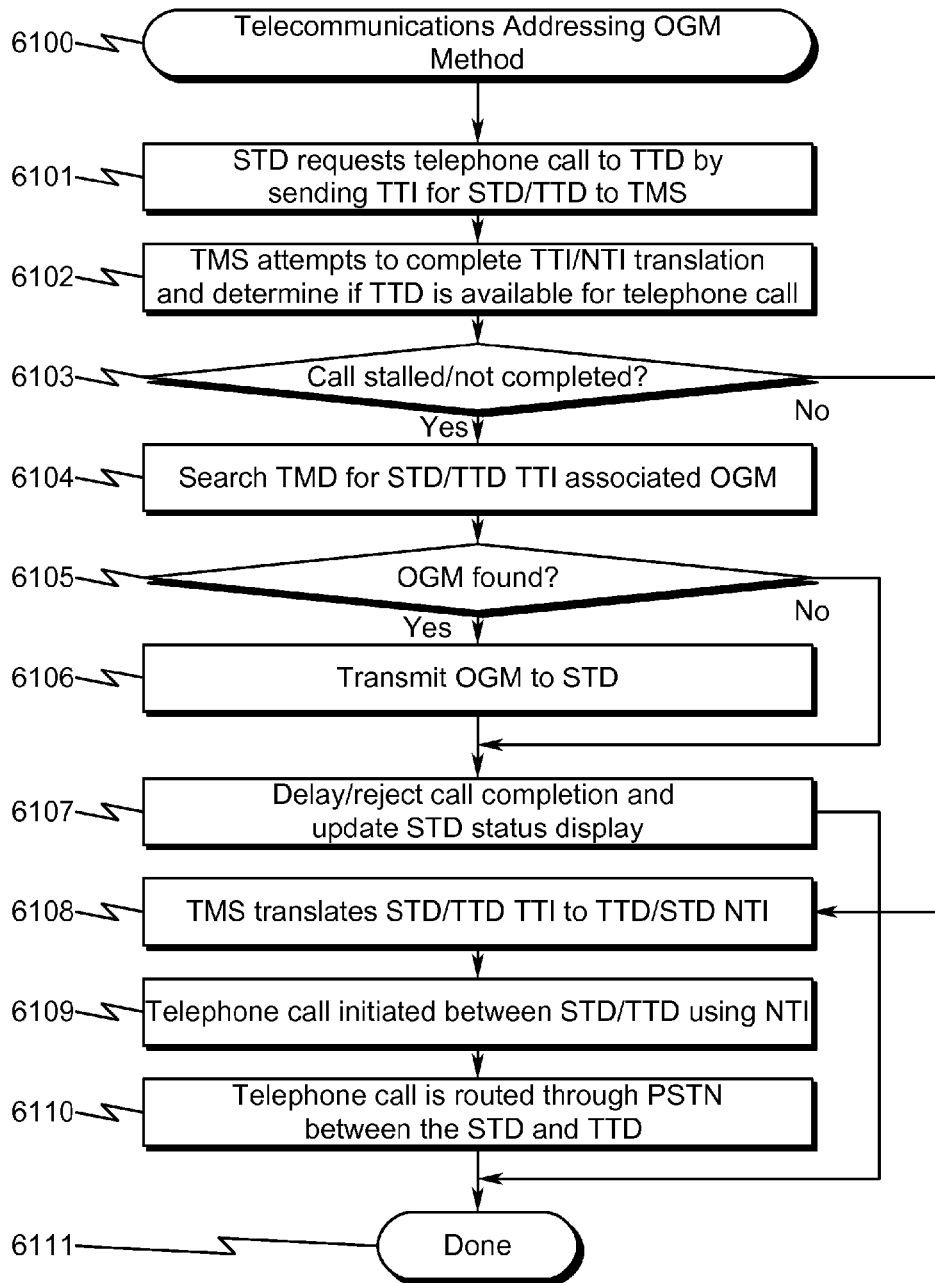 6100
Telecommunications Addressing OGM
Method
6101
STD requests telephone call to TTD by
sending TTI for STD/TTD to TMS
6102
TMS attempts to complete TTI/NTI translation
and determine if TTD is available for telephone call
6103
Call stalled/not completed?
No
Yes
6104
Search TMD for STD/TTD TTI associated OGM
6105
OGM found?
No
Yes
6106
Transmit OGM to STD
6107
Delay/reject call completion and
update STD status display
6108
TMS translates STD/TTD TTI to TTD/STD NTI
6109
Telephone call initiated between STD/TTD using NTI
6110
Telephone call is routed through PSTN
between the STD and TTD
6111
Done